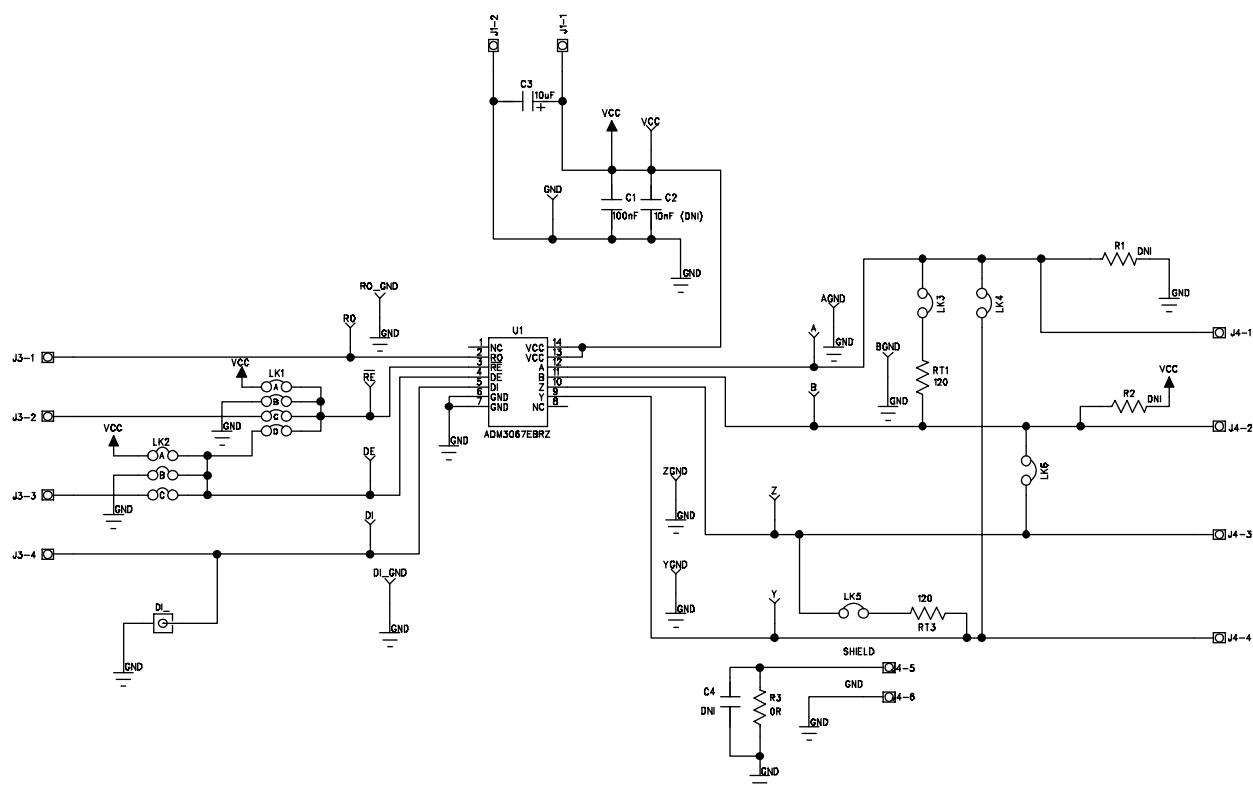 J1-2
J1-1
C3
10uF
+
VCC
VCC
GND
C1
100nF
C2
10nF (DNI)
GND
R1
DNI
GND
RO_GND
GND
RO
AGND
GND
A
LK3
LK4
J4-1
J3-1
U1
1 NC
2 RO
3 RE
4 DE
5 DI
6 GND
7 GND
VCC 14
VCC 13
A 12
B 11
Z 10
Y 9
NC 8
ADM3067EBRZ
GND
BGND
GND
RT1
120
VCC
R2
DNI
B
J4-2
VCC
LK1
A
B
C
D
GND
RE
J3-2
VCC
LK2
A
B
C
GND
DE
J3-3
LK6
ZGND
GND
Z
J4-3
DI
J3-4
DI_GND
GND
YGND
GND
Y
LK5
120
RT3
J4-4
DI_
GND
SHIELD
J4-5
C4
DNI
R3
0R
GND
GND
J4-6
GND